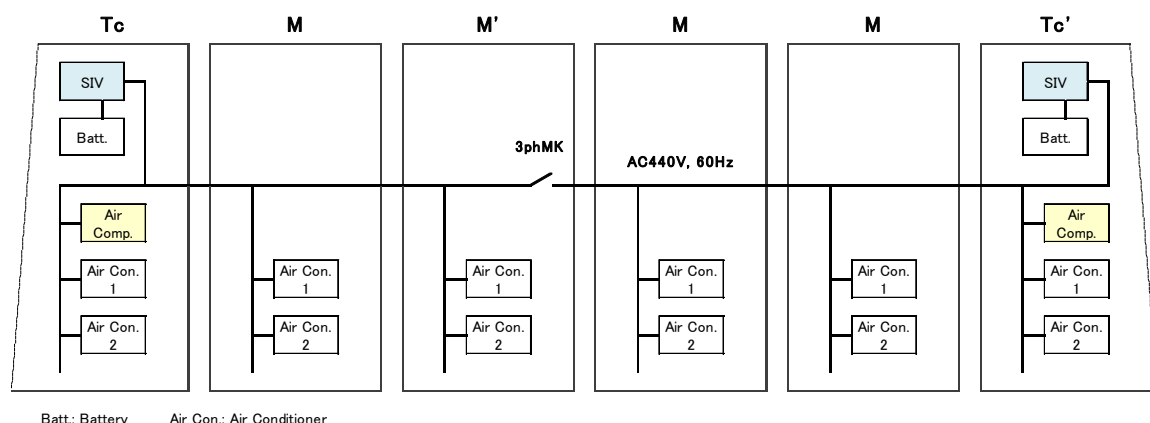 Tc M M' M M Tc'
SIV SIV
Batt. Batt.
3phMK
AC440V, 60Hz
Air Air
Comp. Comp.
Air Con. Air Con. Air Con. Air Con. Air Con. Air Con.
1 1 1 1 1 1
Air Con. Air Con. Air Con. Air Con. Air Con. Air Con.
2 2 2 2 2 2
Batt.: Battery Air Con.: Air Conditioner